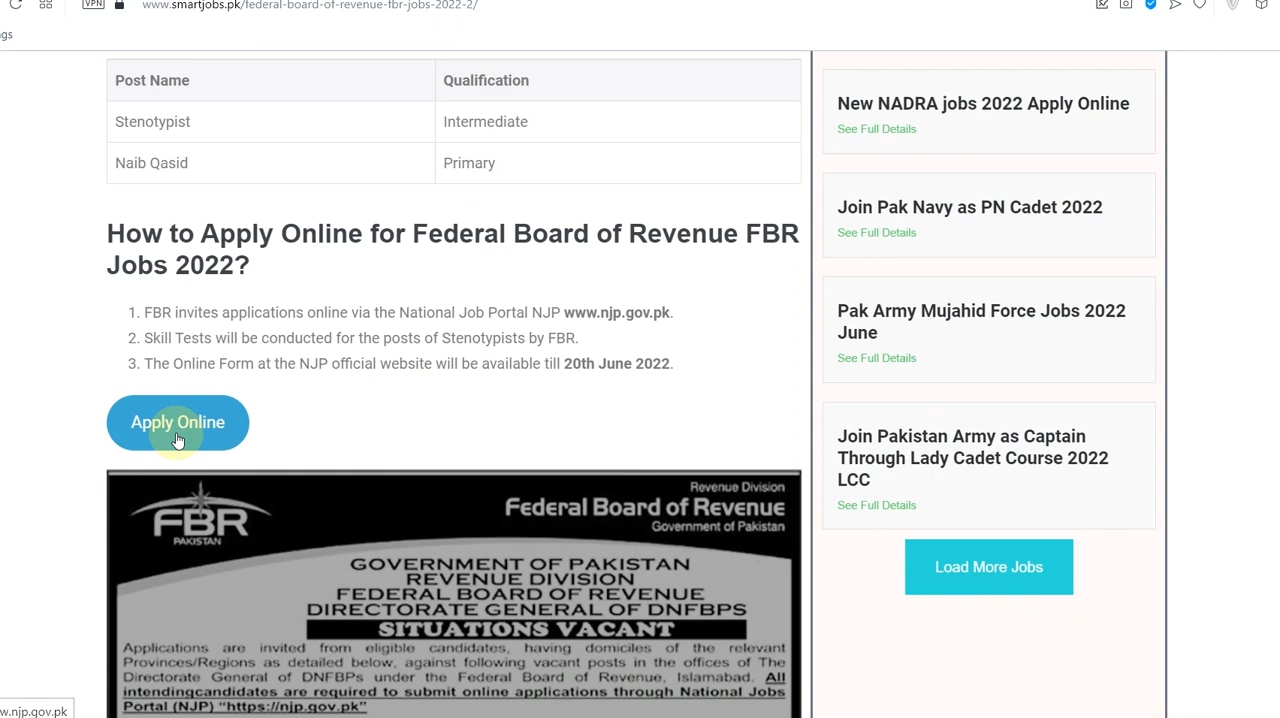 VPN
www.smartjobs.pk/federal-board-of-revenue-fbr-jobs-2022-2/
gs
Post Name Qualification
Stenotypist Intermediate
Naib Qasid Primary
How to Apply Online for Federal Board of Revenue FBR
Jobs 2022?
1. FBR invites applications online via the National Job Portal NJP www.njp.gov.pk.
2. Skill Tests will be conducted for the posts of Stenotypists by FBR.
3. The Online Form at the NJP official website will be available till 20th June 2022.
Apply Online
FBR
PAKISTAN
Revenue Division
Federal Board of Revenue
Government of Pakistan
GOVERNMENT OF PAKISTAN
REVENUE DIVISION
FEDERAL BOARD OF REVENUE
DIRECTORATE GENERAL OF DNFBPS
SITUATIONS VACANT
Applications are invited from eligible candidates, having domiciles of the relevant
Provinces/Regions as detailed below, against following vacant posts in the offices of The
Directorate General of DNFBPs under the Federal Board of Revenue, Islamabad. All
intendingcandidates are required to submit online applications through National Jobs
Portal (NJP) "https://njp.gov.pk"
New NADRA jobs 2022 Apply Online
See Full Details
Join Pak Navy as PN Cadet 2022
See Full Details
Pak Army Mujahid Force Jobs 2022
June
See Full Details
Join Pakistan Army as Captain
Through Lady Cadet Course 2022
LCC
See Full Details
Load More Jobs
w.njp.gov.pk